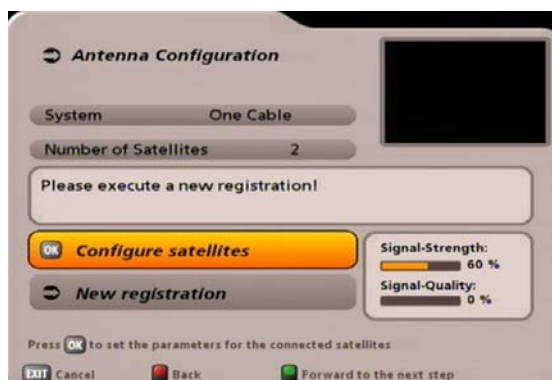 Antenna Configuration
System One Cable
Number of Satellites 2
Please execute a new registration!
OK Configure satellites
Signal-Strength:
60 %
New registration
Signal-Quality:
0 %
Press OK to set the parameters for the connected satellites
EXIT Cancel Back Forward to the next step